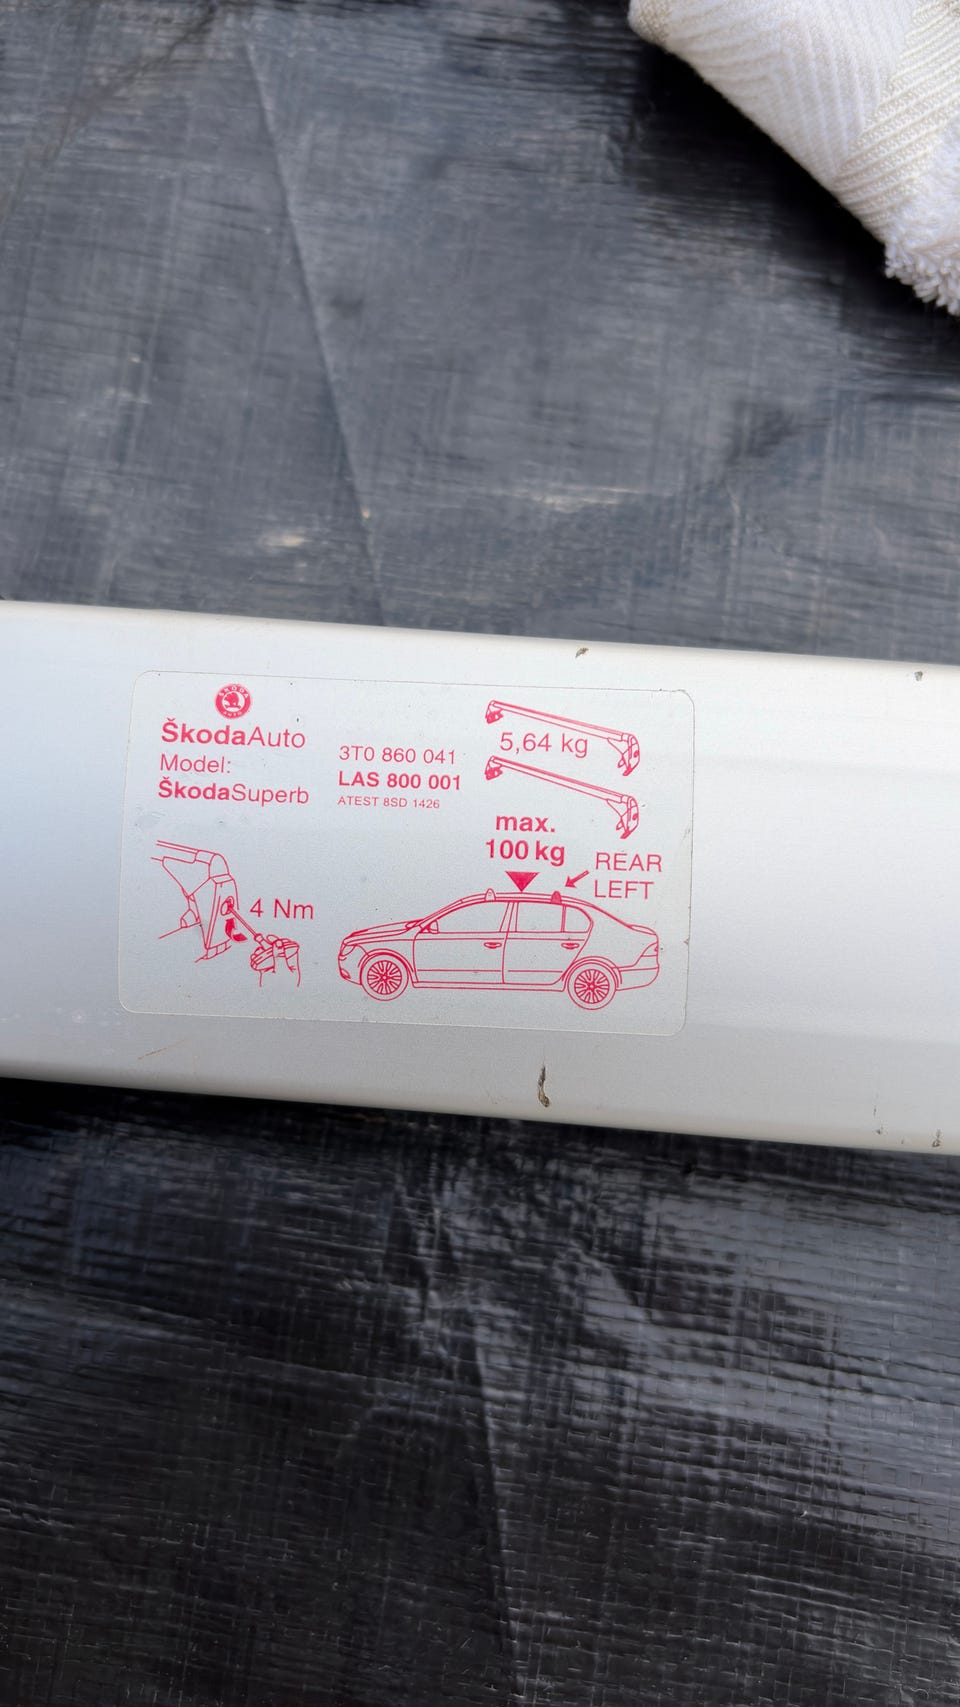 ŠkodaAuto
Model:
ŠkodaSuperb
3T0 860 041
LAS 800 001
ATEST 8SD 1426
5,64 kg
max.
100 kg
REAR
LEFT
4 Nm